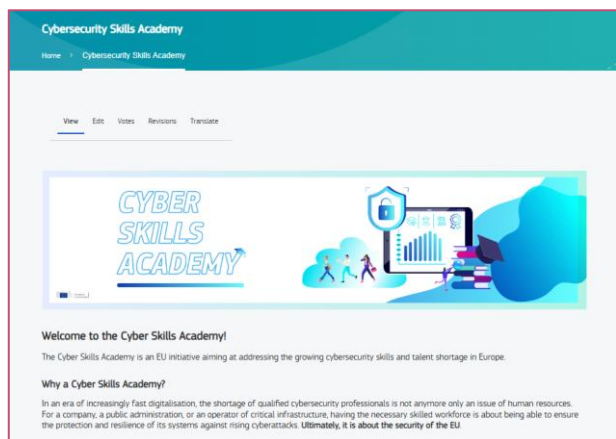 Cybersecurity Skills Academy
Home > Cybersecurity Skills Academy
View Edit Votes Revisions Translate
CYBER
SKILLS
ACADEMY
Welcome to the Cyber Skills Academy!
The Cyber Skills Academy is an EU initiative aiming at addressing the growing cybersecurity skills and talent shortage in Europe.
Why a Cyber Skills Academy?
In an era of increasingly fast digitalisation, the shortage of qualified cybersecurity professionals is not anymore only an issue of human resources.
For a company, a public administration, or an operator of critical infrastructure, having the necessary skilled workforce is about being able to ensure
the protection and resilience of its systems against rising cyberattacks. Ultimately, it is about the security of the EU.